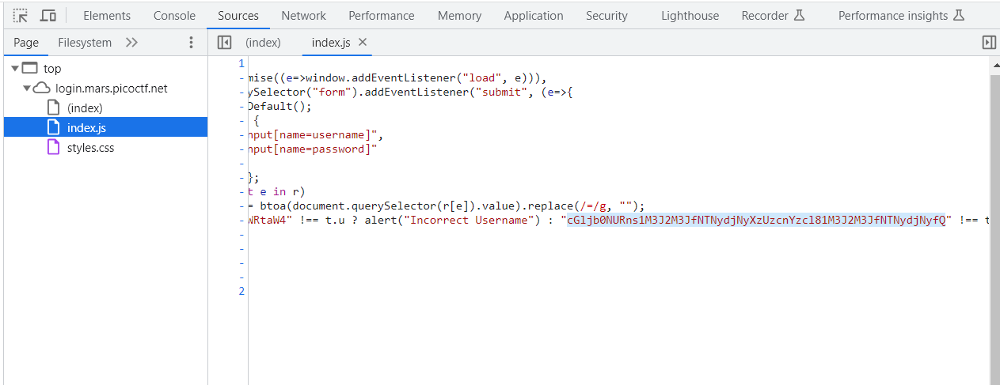 Elements Console Sources Network Performance Memory Application Security Lighthouse Recorder Performance insights
Page Filesystem (index) index.js ×
top
login.mars.picoctf.net
(index)
index.js
styles.css
1
- mise((e=>window.addEventListener("load", e))),
- ySelector("form").addEventListener("submit", (e=>{
- Default();
- {
- nput[name=username]",
- nput[name=password]"
-
- };
- t e in r)
- = btoa(document.querySelector(r[e]).value).replace(/=/g, "");
- WRtaW4" !== t.u ? alert("Incorrect Username") : "cGljb0NURns1M3J2M3JfNTNydjNyXzUzcnYzcl81M3J2M3JfNTNydjNyfQ" !== t
-
-
-
-
2